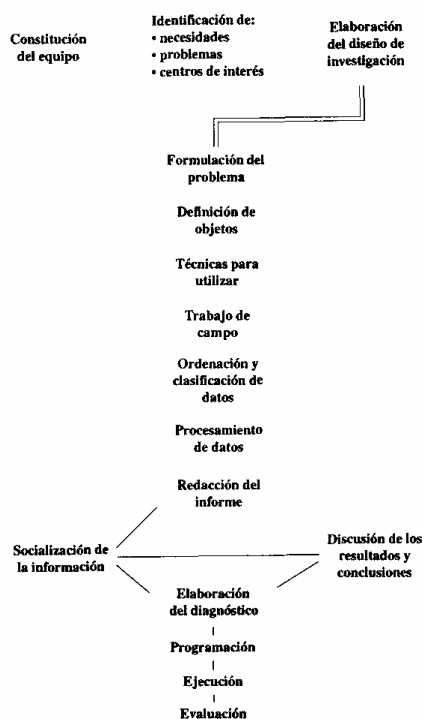 Constitución
del equipo
Identificación de:
• necesidades
• problemas
• centros de interés
Elaboración
del diseño de
investigación
Formulación del
problema
Definición de
objetos
Técnicas para
utilizar
Trabajo de
campo
Ordenación y
clasificación de
datos
Procesamiento
de datos
Redacción del
informe
Socialización de
la información
Discusión de los
resultados y
conclusiones
Elaboración
del diagnóstico
Programación
Ejecución
Evaluación